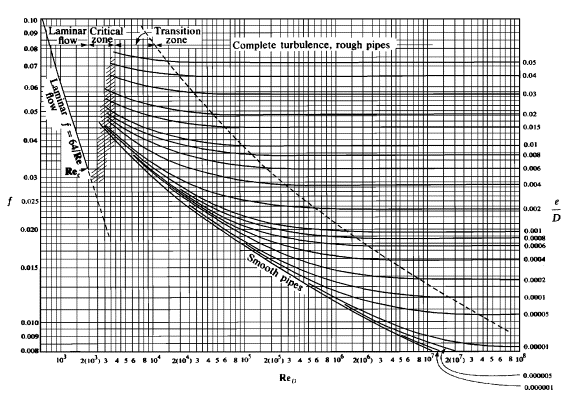 Laminar Critical Transition
flow zone zone
Complete turbulence, rough pipes
Laminar
flow
f = 64/Re
Smooth pipes
f
0.10
0.09
0.08
0.07
0.06
0.05
0.04
0.03
0.025
0.020
0.015
0.010
0.009
0.008
e
D
0.05
0.04
0.03
0.02
0.015
0.01
0.008
0.006
0.004
0.002
0.001
0.0008
0.0006
0.0004
0.0002
0.0001
0.00005
0.00001
0.000005
0.000001
10³ 2(10³) 3 4 5 6 8 10⁴ 2(10⁴) 3 4 5 6 8 10⁵ 2(10⁵) 3 4 5 6 8 10⁶ 2(10⁶) 3 4 5 6 8 10⁷ 2(10⁷) 3 4 5 6 8 10⁸
Re_D